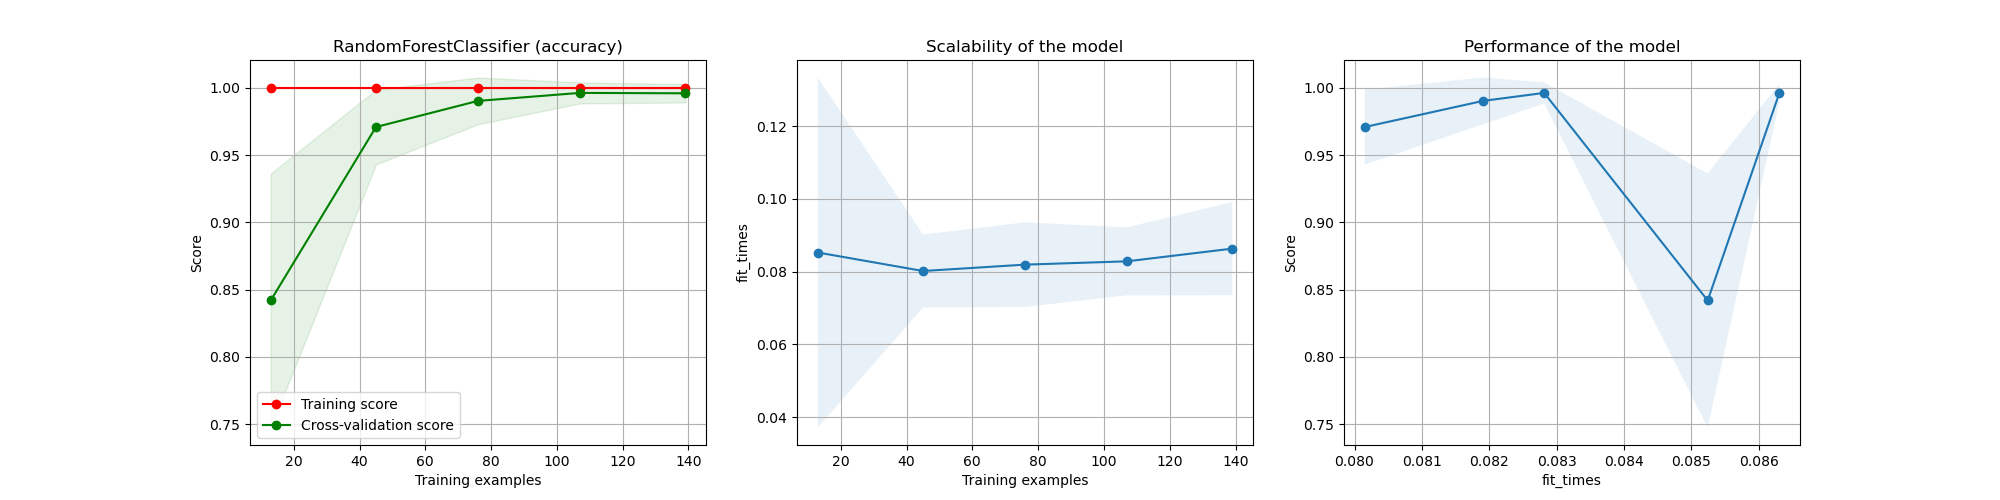 RandomForestClassifier (accuracy)
Score
1.00
0.95
0.90
0.85
0.80
0.75
Training score
Cross-validation score
20 40 60 80 100 120 140
Training examples
Scalability of the model
fit_times
0.12
0.10
0.08
0.06
0.04
20 40 60 80 100 120 140
Training examples
Performance of the model
Score
1.00
0.95
0.90
0.85
0.80
0.75
0.080 0.081 0.082 0.083 0.084 0.085 0.086
fit_times